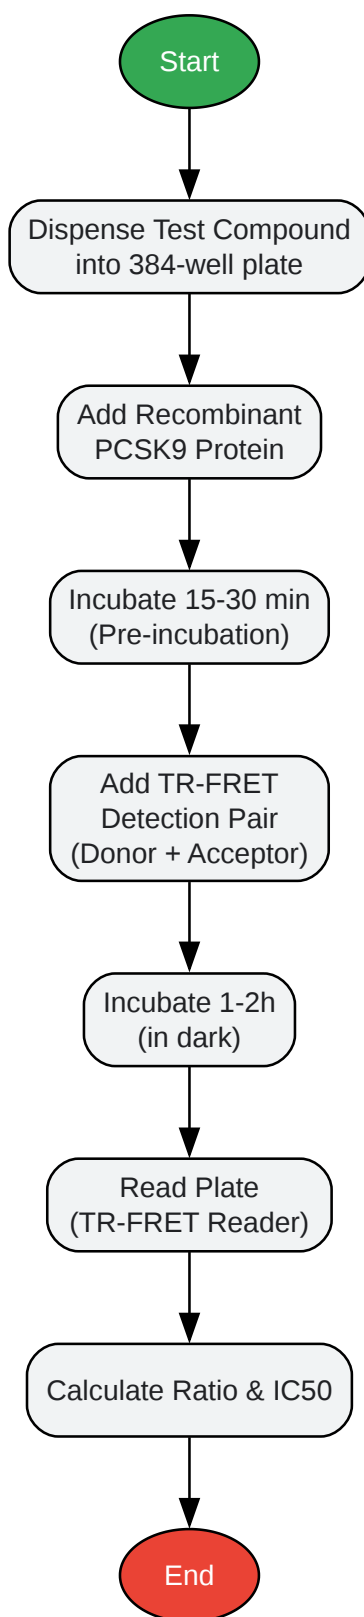 Start
Dispense Test Compound
into 384-well plate
Add Recombinant
PCSK9 Protein
Incubate 15-30 min
(Pre-incubation)
Add TR-FRET
Detection Pair
(Donor + Acceptor)
Incubate 1-2h
(in dark)
Read Plate
(TR-FRET Reader)
Calculate Ratio & IC50
End